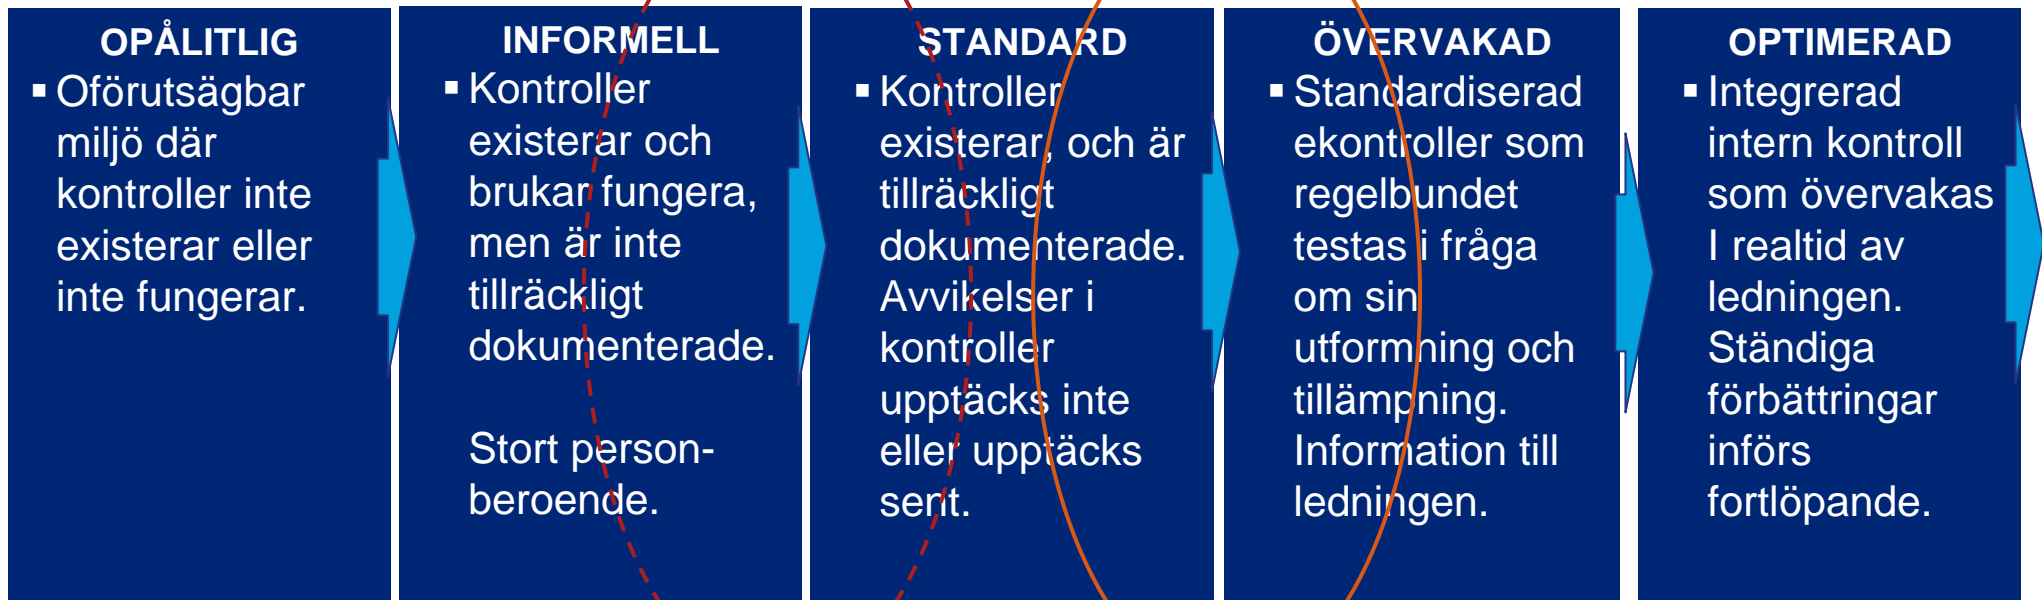 OPÅLITLIG
▪ Oförutsägbar
miljö där
kontroller inte
existerar eller
inte fungerar.
INFORMELL
▪ Kontroller
existerar och
brukar fungera,
men är inte
tillräckligt
dokumenterade.
Stort person-
beroende.
STANDARD
▪ Kontroller
existerar, och är
tillräckligt
dokumenterade.
Avvikelser i
kontroller
upptäcks inte
eller upptäcks
sent.
ÖVERVAKAD
▪ Standardiserad
ekontroller som
regelbundet
testas i fråga
om sin
utformning och
tillämpning.
Information till
ledningen.
OPTIMERAD
▪ Integrerad
intern kontroll
som övervakas
I realtid av
ledningen.
Ständiga
förbättringar
införs
fortlöpande.